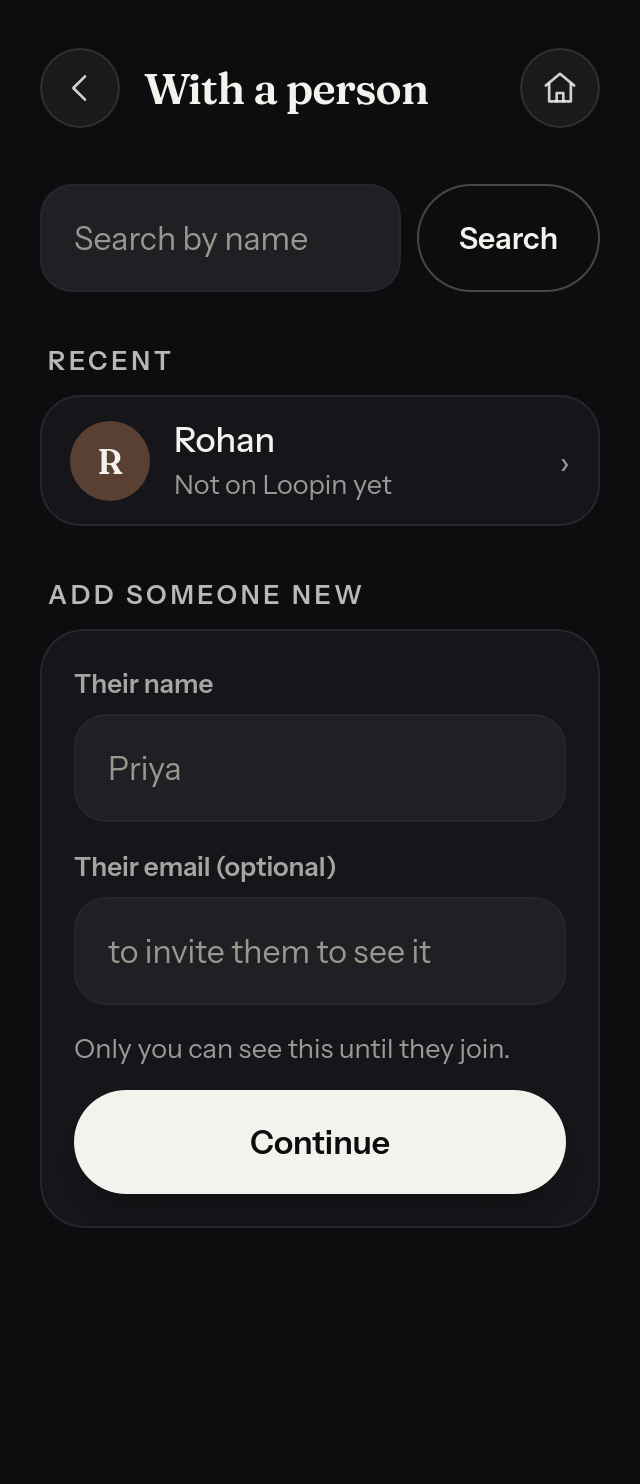 With a person
Search by name
Search
RECENT
R
Rohan
Not on Loopin yet
›
ADD SOMEONE NEW
Their name
Priya
Their email (optional)
to invite them to see it
Only you can see this until they join.
Continue